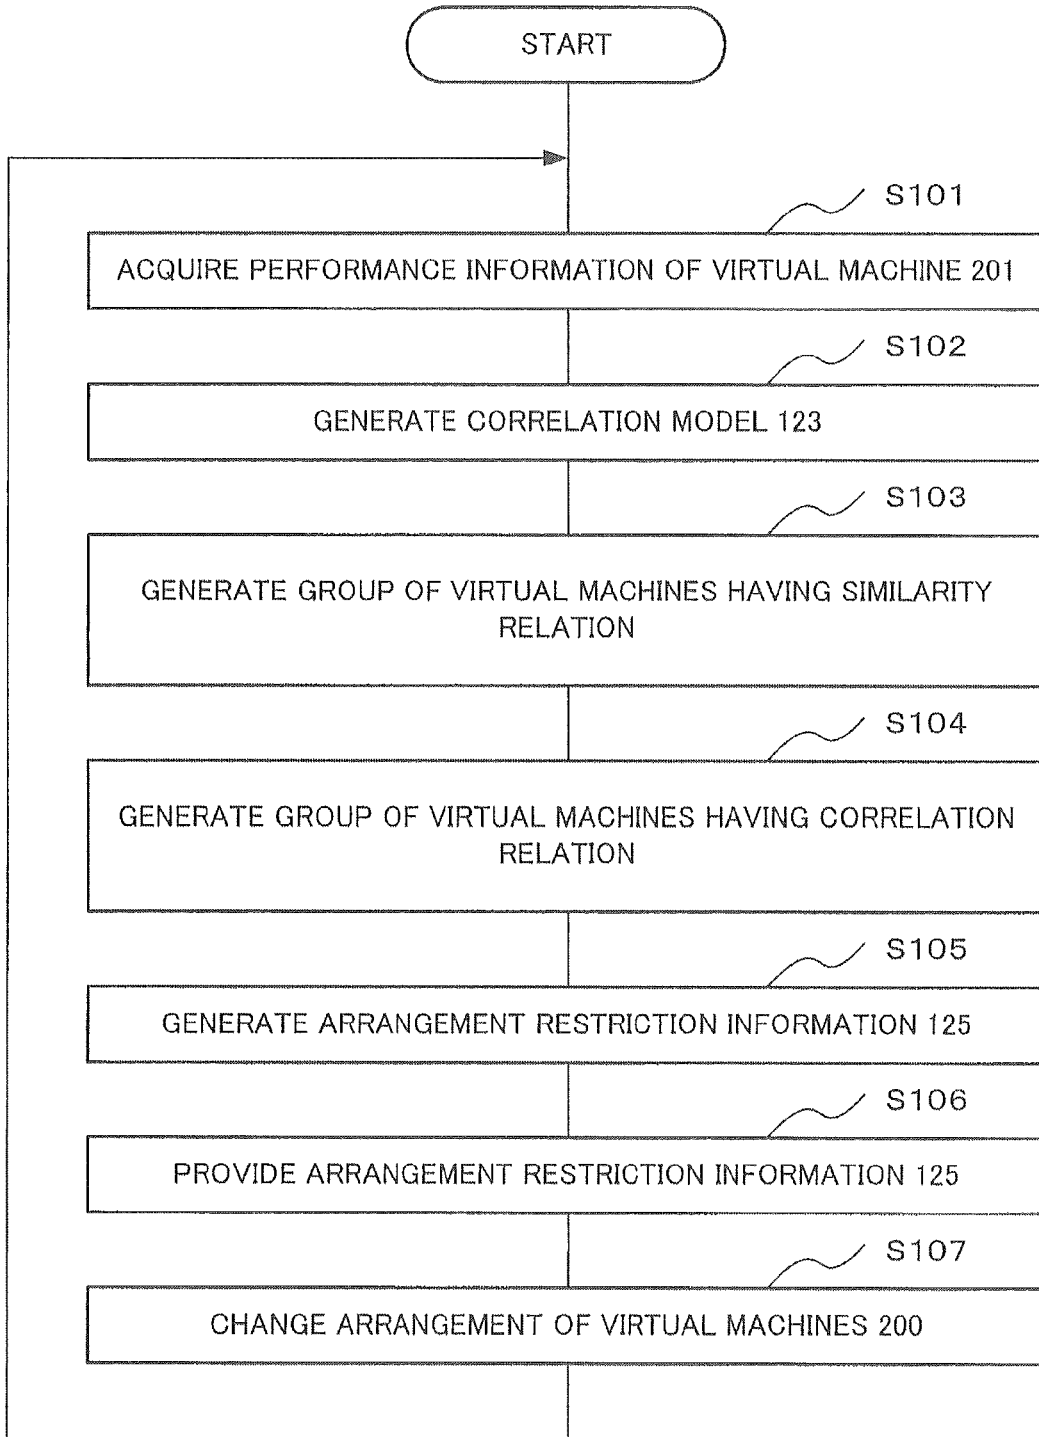 START
S101
ACQUIRE PERFORMANCE INFORMATION OF VIRTUAL MACHINE 201
S102
GENERATE CORRELATION MODEL 123
S103
GENERATE GROUP OF VIRTUAL MACHINES HAVING SIMILARITY
RELATION
S104
GENERATE GROUP OF VIRTUAL MACHINES HAVING CORRELATION
RELATION
S105
GENERATE ARRANGEMENT RESTRICTION INFORMATION 125
S106
PROVIDE ARRANGEMENT RESTRICTION INFORMATION 125
S107
CHANGE ARRANGEMENT OF VIRTUAL MACHINES 200